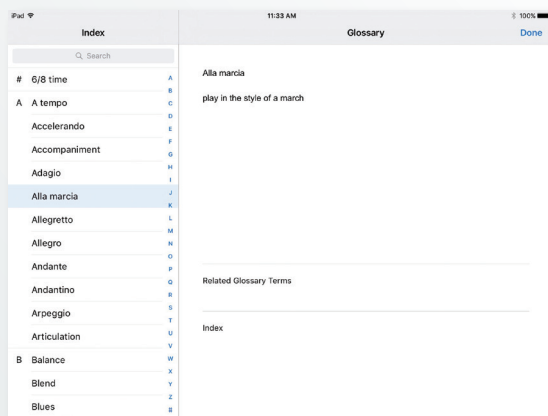 iPad 11:33 AM 100%
Index
Glossary
Done
Search
# 6/8 time
A A tempo
Accelerando
Accompaniment
Adagio
Alla marcia
Allegretto
Allegro
Andante
Andantino
Arpeggio
Articulation
B Balance
Blend
Blues
A
B
C
D
E
F
G
H
I
J
K
L
M
N
O
P
Q
R
S
T
U
V
W
X
Y
Z
#
Alla marcia
play in the style of a march
Related Glossary Terms
Index